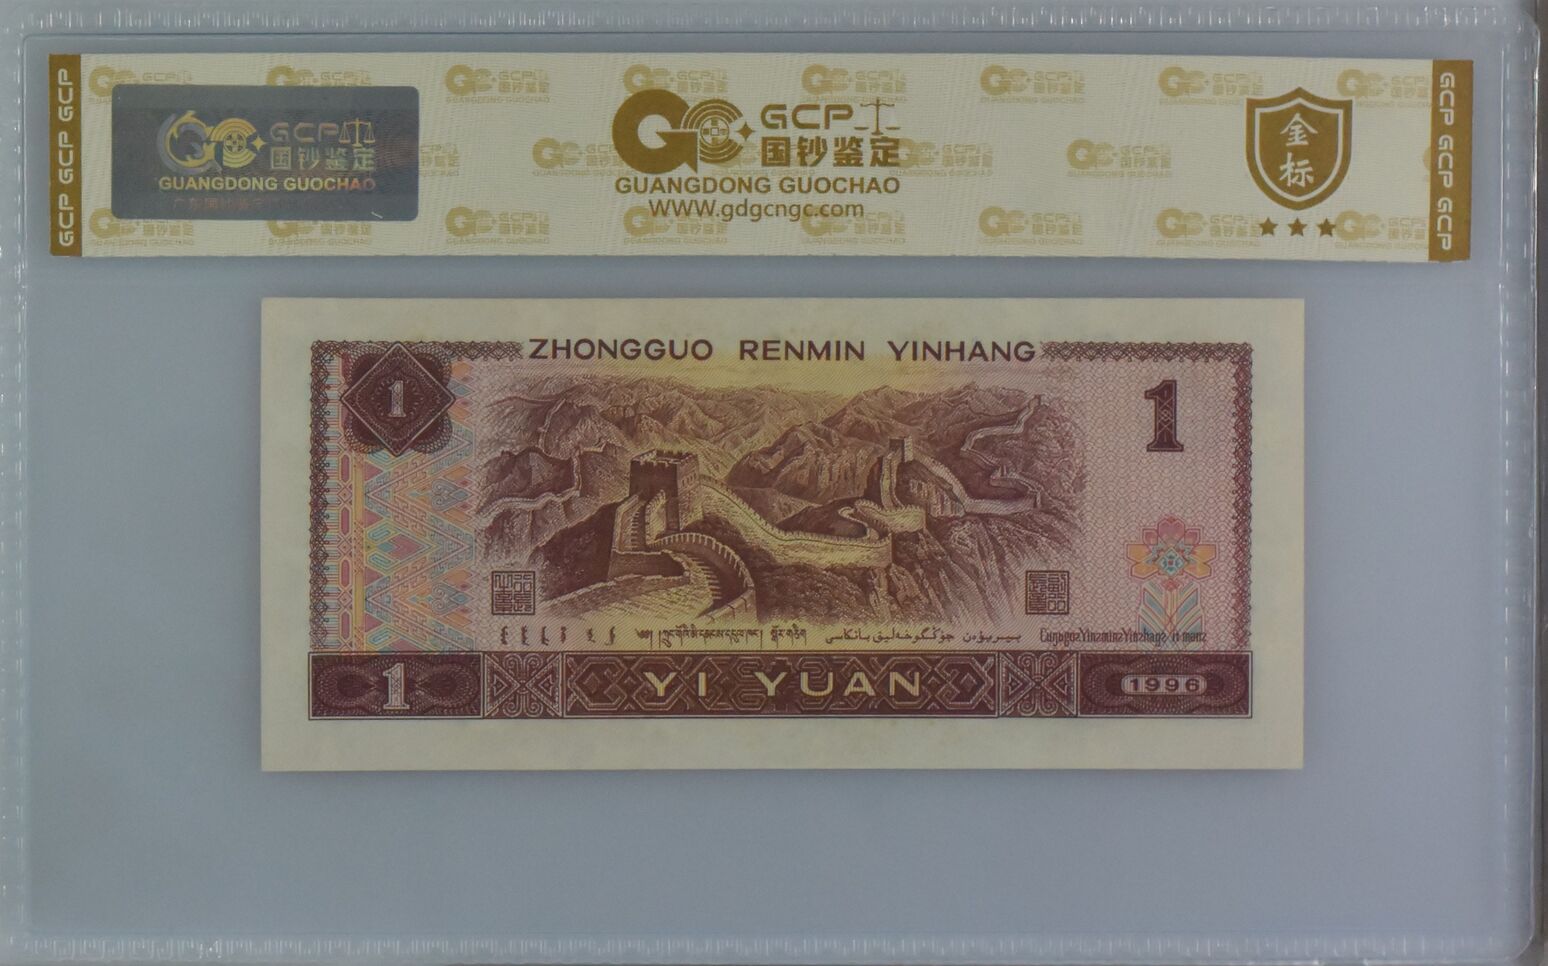 GCP GCP GCP
GCP
国钞鉴定
GUANGDONG GUOCHAO
GCP
国钞鉴定
GUANGDONG GUOCHAO
WWW.gdgcngc.com
金
标
GCP GCP GCP
ZHONGGUO RENMIN YINHANG
1
1
1
YI YUAN
1996